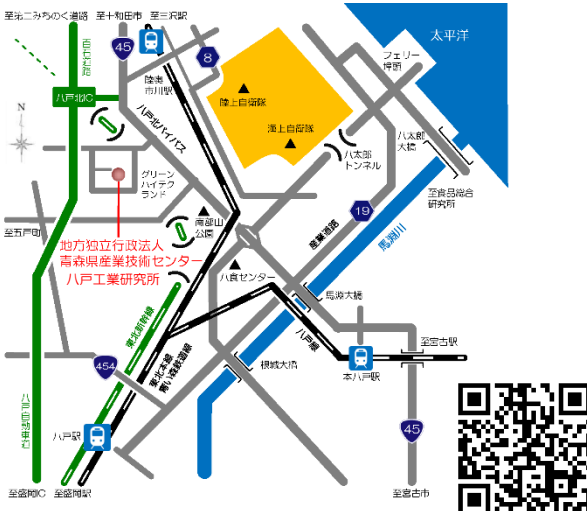 至第二みちのく道路
至十和田市
至三沢駅
太平洋
45
8
フェリー
埠頭
百石道路
陸奥
市川駅
陸上自衛隊
八戸北IC
八戸北バイパス
海上自衛隊
八太郎
大橋
N
八太郎
トンネル
グリーン
ハイテク
ランド
至食品総合
研究所
19
南部山
公園
至五戸町
産業道路
馬淵川
地方独立行政法人
青森県産業技術センター
八戸工業研究所
八食センター
馬淵大橋
東北新幹線
八戸線
至宮古駅
東北本線
青い森鉄道線
454
根城大橋
本八戸駅
八戸自動車道
八戸駅
45
至盛岡IC
至盛岡駅
至宮古市